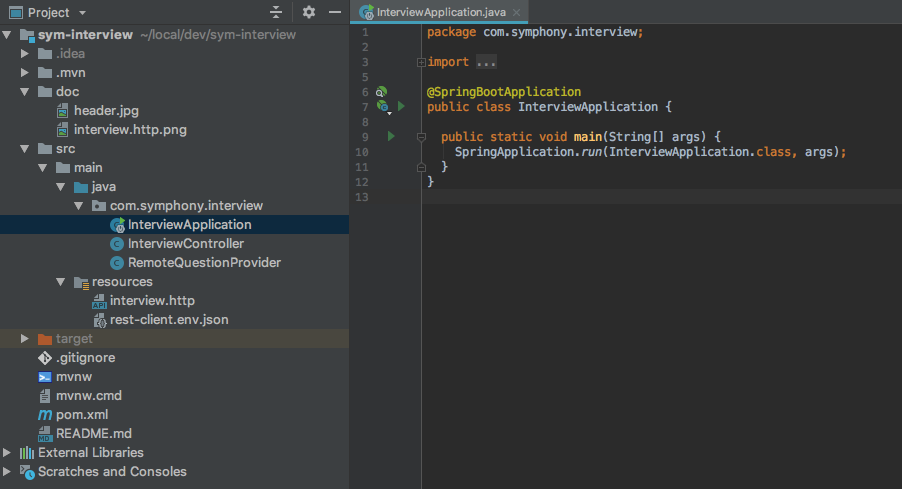 Project
sym-interview ~/local/dev/sym-interview
.idea
.mvn
doc
header.jpg
interview.http.png
src
main
java
com.symphony.interview
InterviewApplication
InterviewController
RemoteQuestionProvider
resources
interview.http
rest-client.env.json
target
.gitignore
mvnw
mvnw.cmd
pom.xml
README.md
External Libraries
Scratches and Consoles
InterviewApplication.java
1 package com.symphony.interview;
2
3 import ...
5
6 @SpringBootApplication
7 public class InterviewApplication {
8
9 public static void main(String[] args) {
10 SpringApplication.run(InterviewApplication.class, args);
11 }
12 }
13